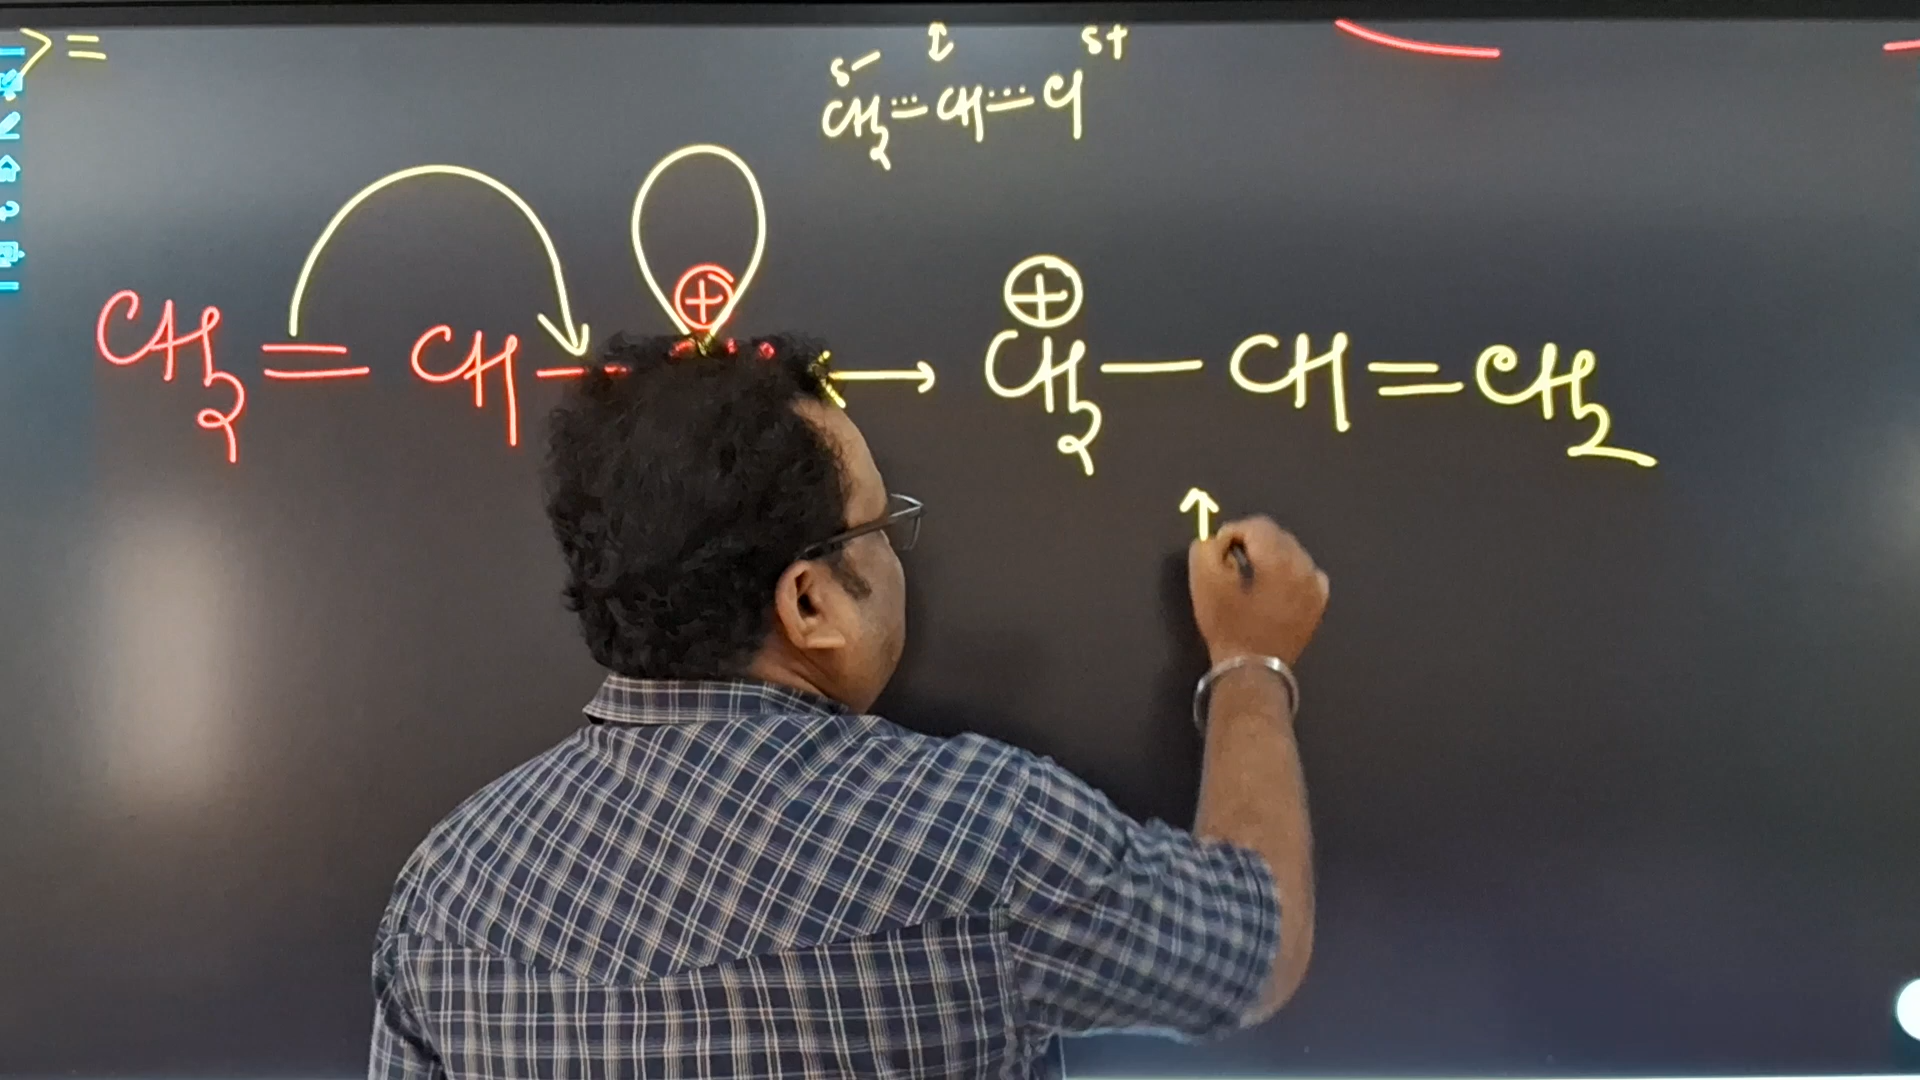 =
δ- δ+
CH2 ⋯ CH ⋯ Cl
⊕ ⊕
CH2 = CH - ⟷ CH2 - CH = CH2